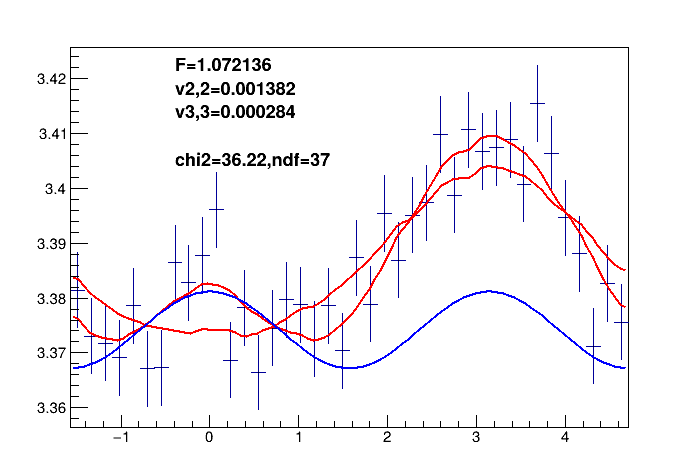 F=1.072136
v2,2=0.001382
v3,3=0.000284
chi2=36.22,ndf=37
3.42
3.41
3.4
3.39
3.38
3.37
3.36
−1 0 1 2 3 4